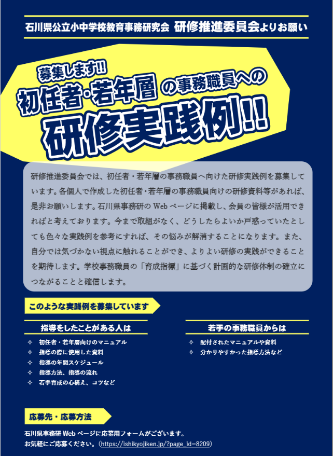 石川県公立小中学校教育事務研究会 研修推進委員会よりお願い
募集します!!
初任者・若年層の事務職員への
研修実践例!!
研修推進委員会では、初任者・若年層の事務職員へ向けた研修実践例を募集して
います。各個人で作成した初任者・若年層の事務職員向けの研修資料等があれば、
是非お願いします。石川県事務研のWebページに掲載し、会員の皆様が活用でき
ればと考えております。今まで取組がなく、どうしたらよいか戸惑っていたとし
ても色々な実践例を参考にすれば、その悩みが解消することになります。また、
自分では気づかない視点に触れることができ、よりよい研修の実践ができること
を期待します。学校事務職員の「育成指標」に基づく計画的な研修体制の確立に
つながることと確信します。
このような実践例を募集しています
指導をしたことがある人は
若手の事務職員からは
❖ 初任者・若年層向けのマニュアル
❖ 配付されたマニュアルや資料
❖ 指導の際に使用した資料
❖ 分かりやすかった指導方法など
❖ 指導の年間スケジュール
❖ 指導方法、指導の流れ
❖ 若手育成の心構え、コツなど
応募先・応募方法
石川県事務研Webページに応募用フォームがございます。
お気軽にご応募ください。(https://ishikyojiken.jp/?page_id=8209)